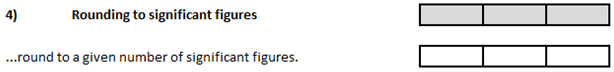 4) Rounding to significant figures
...round to a given number of significant figures.